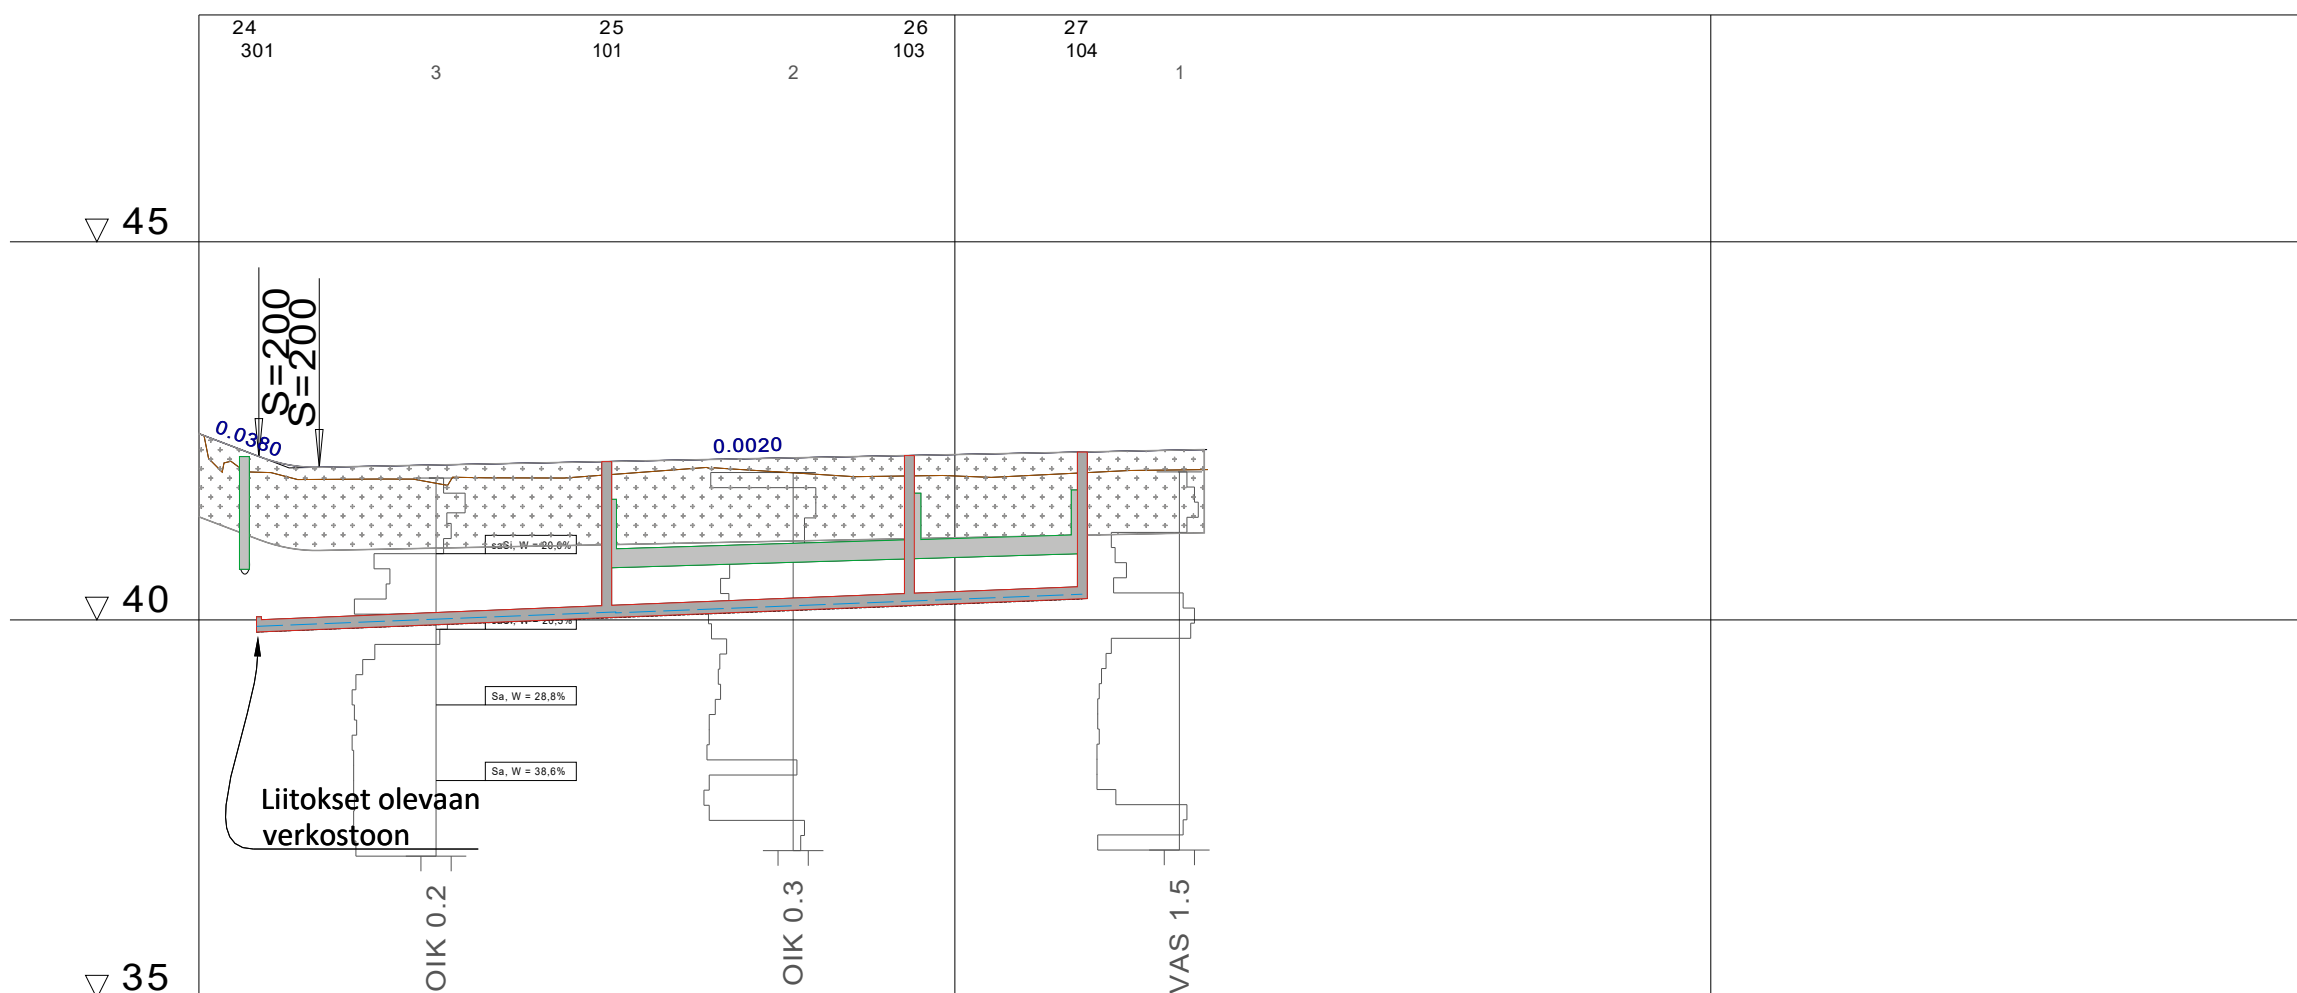 24 25 26 27
301 101 103 104
3 2 1
45
S=200
S=200
0.0380
0.0020
saSi, W = 20,0%
40
Sa, W = 28,8%
Sa, W = 38,6%
Liitokset olevaan
verkostoon
OIK 0.2
OIK 0.3
VAS 1.5
35